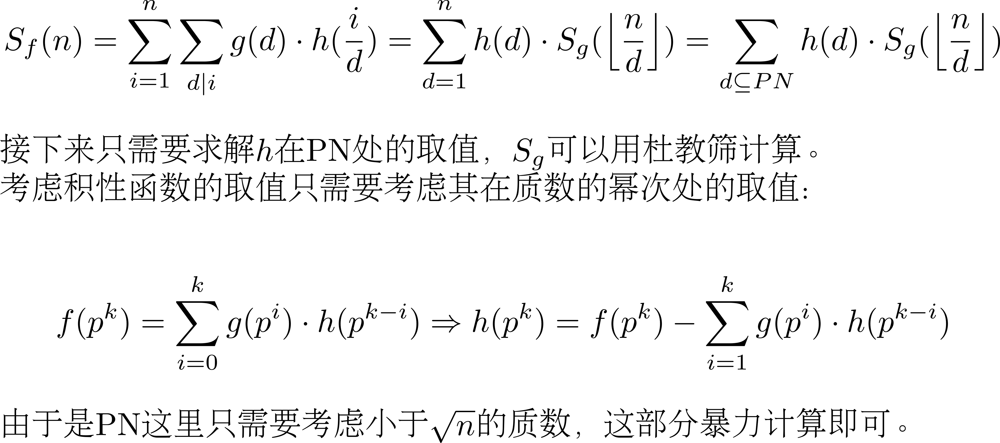 $S_f(n) = \sum_{i=1}^{n} \sum_{d|i} g(d) \cdot h(\frac{i}{d}) = \sum_{d=1}^{n} h(d) \cdot S_g(\left\lfloor \frac{n}{d} \right\rfloor) = \sum_{d \subseteq PN} h(d) \cdot S_g(\left\lfloor \frac{n}{d} \right\rfloor)$
接下来只需要求解$h$在PN处的取值，$S_g$可以用杜教筛计算。
考虑积性函数的取值只需要考虑其在质数的幂次处的取值：
$f(p^k) = \sum_{i=0}^{k} g(p^i) \cdot h(p^{k-i}) \Rightarrow h(p^k) = f(p^k) - \sum_{i=1}^{k} g(p^i) \cdot h(p^{k-i})$
由于是PN这里只需要考虑小于$\sqrt{n}$的质数，这部分暴力计算即可。